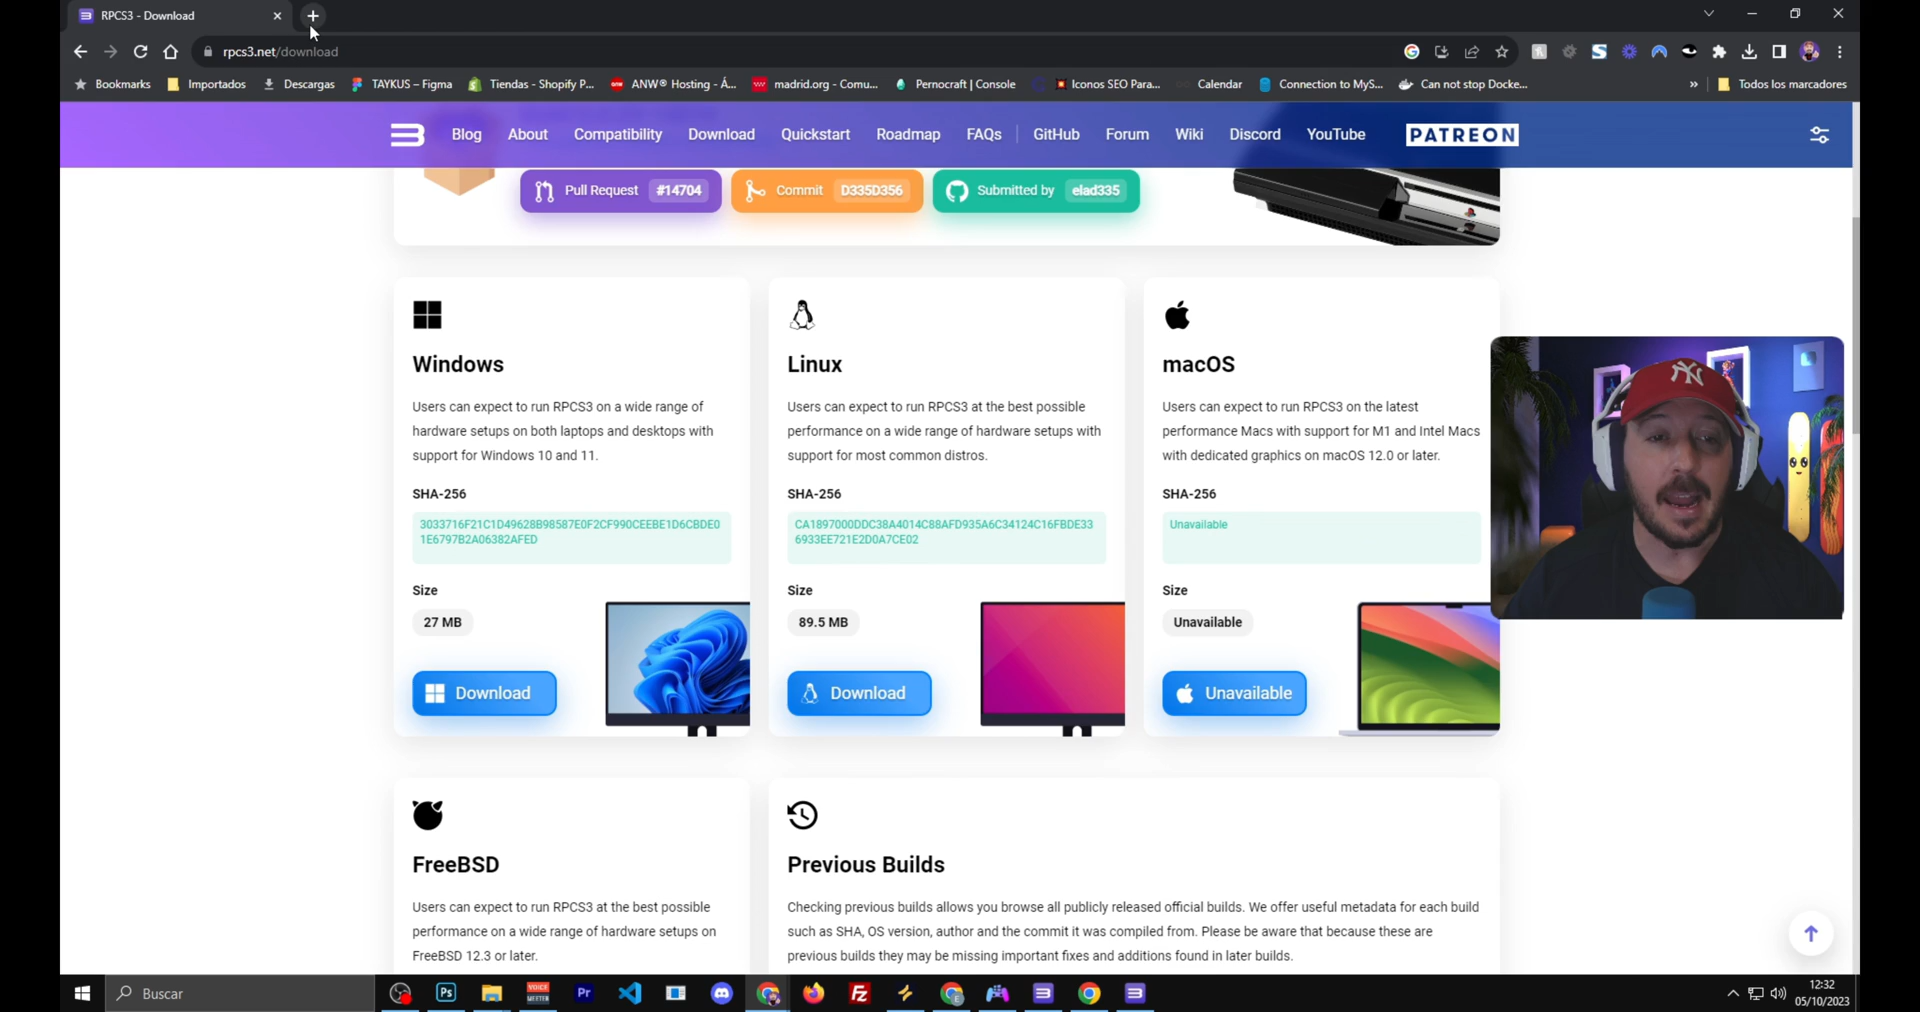 RPCS3 - Download
rpcs3.net/download
Bookmarks
Importados
Descargas
TAYKUS – Figma
Tiendas - Shopify P...
ANW® Hosting - Á...
madrid.org - Comu...
Pernocraft | Console
Iconos SEO Para...
Calendar
Connection to MyS...
Can not stop Docke...
»
Todos los marcadores
Blog
About
Compatibility
Download
Quickstart
Roadmap
FAQs
GitHub
Forum
Wiki
Discord
YouTube
PATREON
Pull Request #14704
Commit D335D356
Submitted by elad335
Windows
Users can expect to run RPCS3 on a wide range of
hardware setups on both laptops and desktops with
support for Windows 10 and 11.
SHA-256
3033716F21C1D49628B98587E0F2CF990CEEBE1D6CBDE0
1E6797B2A06382AFED
Size
27 MB
Download
Linux
Users can expect to run RPCS3 at the best possible
performance on a wide range of hardware setups with
support for most common distros.
SHA-256
CA1897000DDC38A4014C88AFD935A6C34124C16FBDE33
6933EE721E2D0A7CE02
Size
89.5 MB
Download
macOS
Users can expect to run RPCS3 on the latest
performance Macs with support for M1 and Intel Macs
with dedicated graphics on macOS 12.0 or later.
SHA-256
Unavailable
Size
Unavailable
Unavailable
FreeBSD
Users can expect to run RPCS3 at the best possible
performance on a wide range of hardware setups on
FreeBSD 12.3 or later.
Previous Builds
Checking previous builds allows you browse all publicly released official builds. We offer useful metadata for each build
such as SHA, OS version, author and the commit it was compiled from. Please be aware that because these are
previous builds they may be missing important fixes and additions found in later builds.
NY
Buscar
Ps
VOICE
MEETER
Pr
FZ
E
12:32
05/10/2023